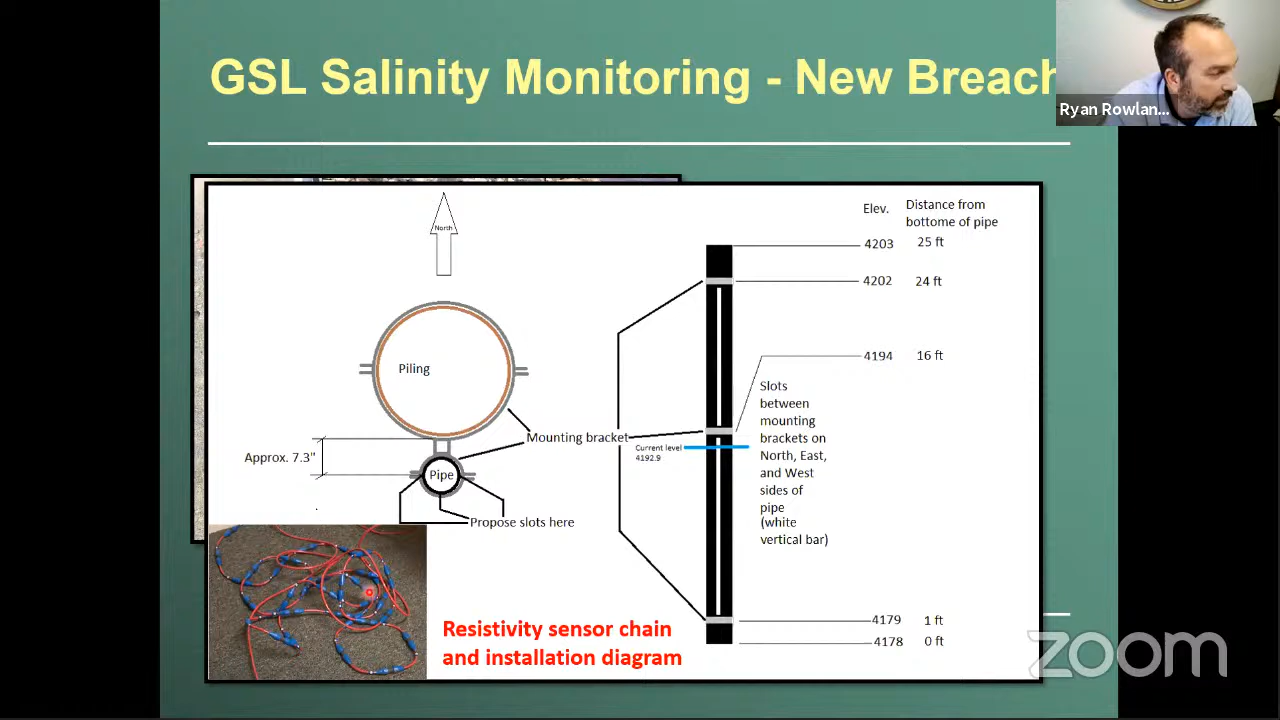 GSL Salinity Monitoring - New Breach
Ryan Rowlan...
North
Piling
Mounting bracket
Approx. 7.3"
Pipe
Propose slots here
Resistivity sensor chain
and installation diagram
Elev.
Distance from
bottome of pipe
4203 25 ft
4202 24 ft
4194 16 ft
Slots
between
mounting
brackets on
North, East,
and West
sides of
pipe
(white
vertical bar)
Current level
4192.9
4179 1 ft
4178 0 ft
zoom